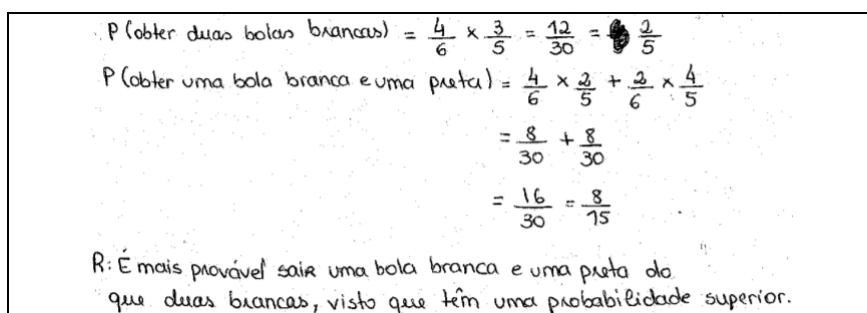 P(obter duas bolas brancas) = 4/6 × 3/5 = 12/30 = 2/5
P(obter uma bola branca e uma preta) = 4/6 × 2/5 + 2/6 × 4/5
= 8/30 + 8/30
= 16/30 = 8/15
R: É mais provável sair uma bola branca e uma preta do
que duas brancas, visto que têm uma probabilidade superior.